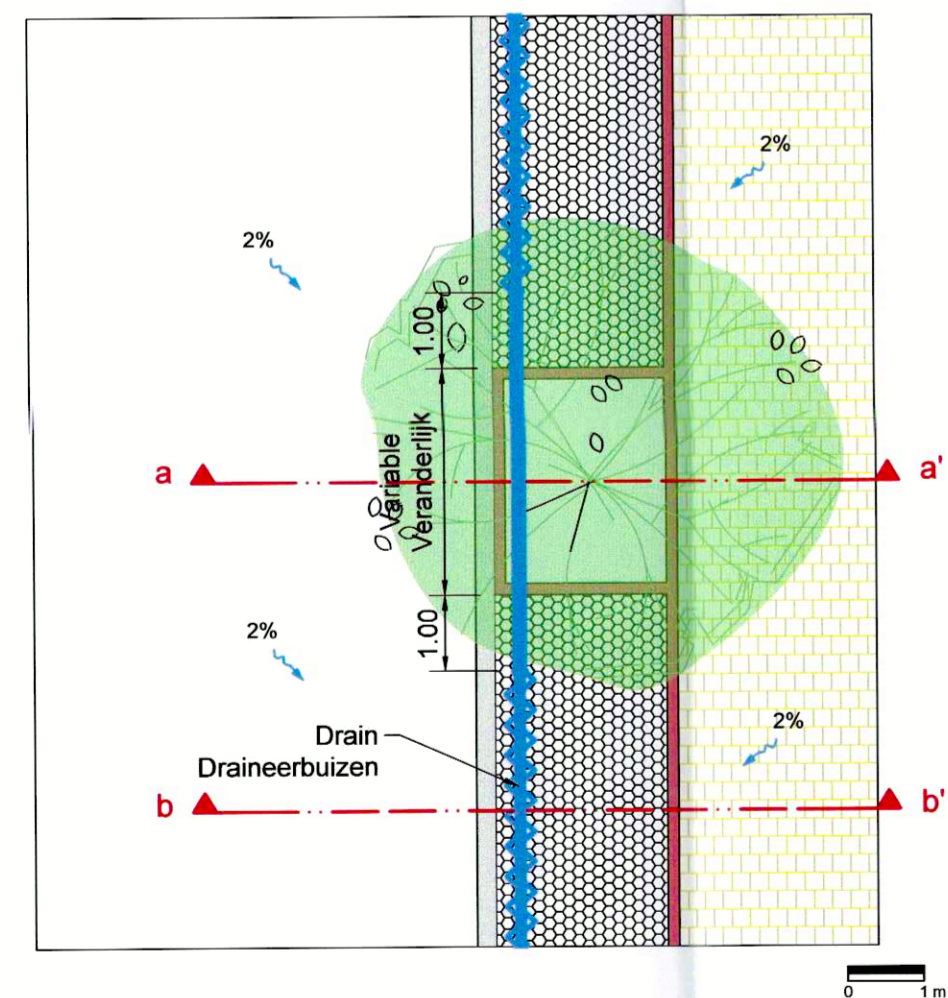 2%
2%
1.00
Variable
Veranderlijk
a
a'
1.00
2%
2%
Drain
Draineerbuizen
b
b'
0 1 m